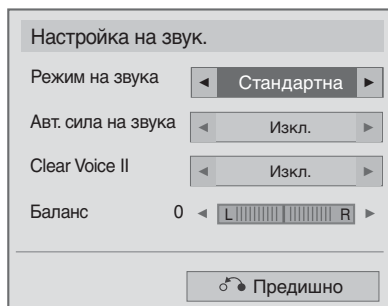 Настройка на звук.
Режим на звука ◄ Стандартна ►
Авт. сила на звука ◄ Изкл. ►
Clear Voice II ◄ Изкл. ►
Баланс 0 ◄ L R ►
Предишно